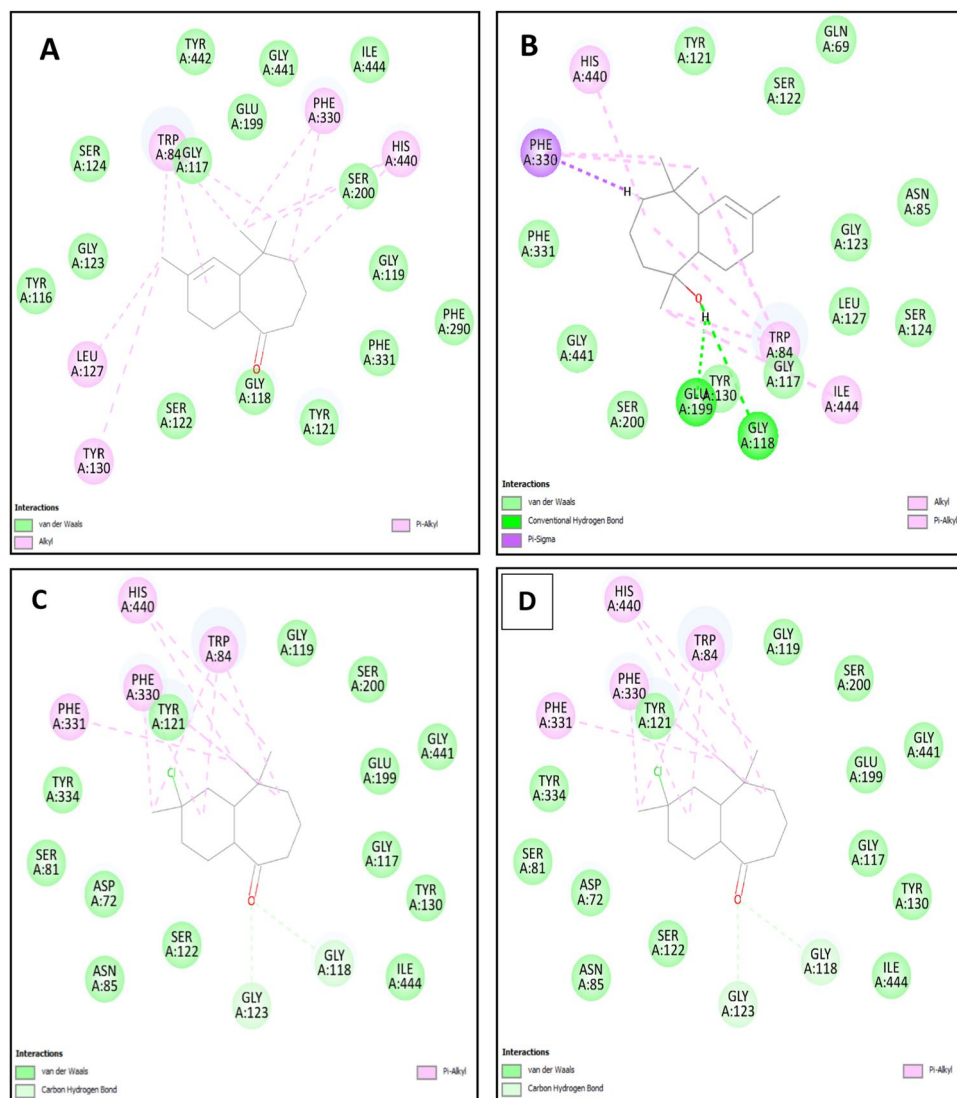 A
TYR
A:442
GLY
A:441
ILE
A:444
GLU
A:199
PHE
A:330
TRP
A:84
GLY
A:117
HIS
A:440
SER
A:124
SER
A:200
GLY
A:123
GLY
A:119
TYR
A:116
PHE
A:290
LEU
A:127
PHE
A:331
O
GLY
A:118
SER
A:122
TYR
A:121
TYR
A:130
Interactions
van der Waals
Alkyl
Pi-Alkyl
B
GLN
A:69
TYR
A:121
HIS
A:440
SER
A:122
PHE
A:330
H
ASN
A:85
PHE
A:331
GLY
A:123
O
H
LEU
A:127
SER
A:124
GLY
A:441
TRP
A:84
GLY
A:117
TYR
A:130
GLU
A:199
ILE
A:444
SER
A:200
GLY
A:118
Interactions
van der Waals
Conventional Hydrogen Bond
Pi-Sigma
Alkyl
Pi-Alkyl
C
HIS
A:440
TRP
A:84
GLY
A:119
PHE
A:330
SER
A:200
PHE
A:331
TYR
A:121
GLY
A:441
Cl
GLU
A:199
TYR
A:334
SER
A:81
GLY
A:117
ASP
A:72
TYR
A:130
O
SER
A:122
GLY
A:118
ILE
A:444
ASN
A:85
GLY
A:123
Interactions
van der Waals
Carbon Hydrogen Bond
Pi-Alkyl
D
HIS
A:440
TRP
A:84
GLY
A:119
PHE
A:330
SER
A:200
PHE
A:331
TYR
A:121
GLY
A:441
Cl
GLU
A:199
TYR
A:334
SER
A:81
GLY
A:117
ASP
A:72
TYR
A:130
O
SER
A:122
GLY
A:118
ILE
A:444
ASN
A:85
GLY
A:123
Interactions
van der Waals
Carbon Hydrogen Bond
Pi-Alkyl